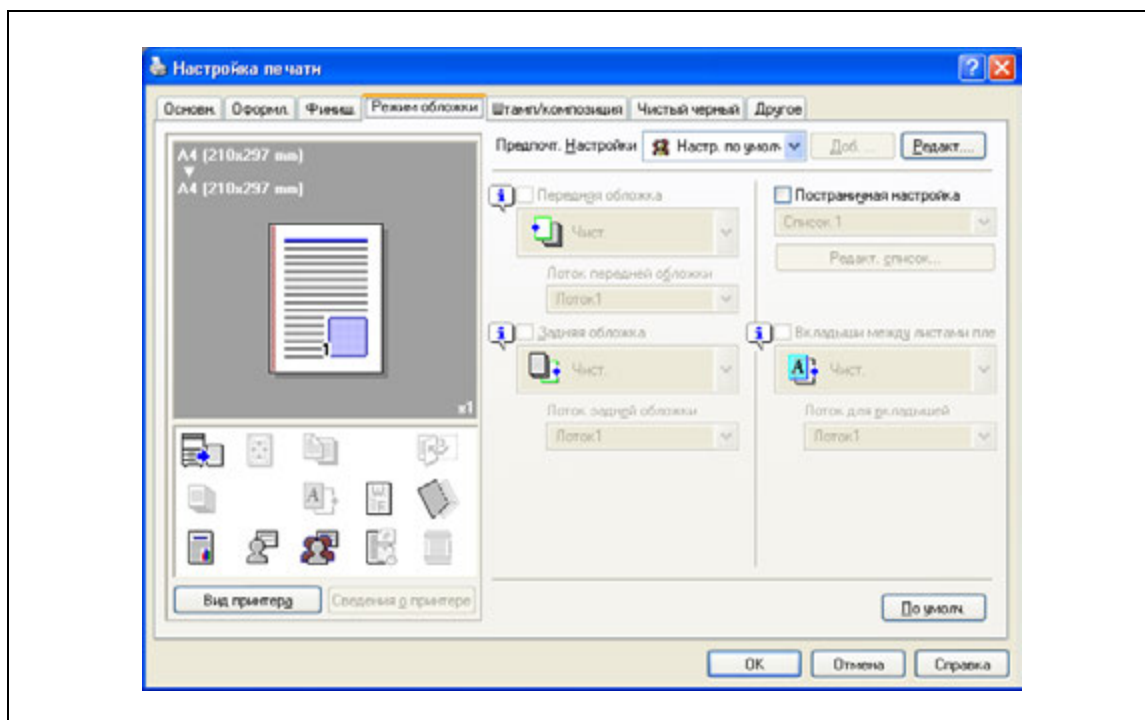 Настройка печати
Основн. Оформл. Финиш. Режим обложки Штамп/композиция Чистый черный Другое
A4 (210x297 mm)
A4 (210x297 mm)
1
x1
Вид принтера Сведения о принтере
Предпочт. Настройки Настр. по умолч Доб.... Редакт....
Передняя обложка
Чист.
Лоток передней обложки
Лоток1
Задняя обложка
Чист.
Лоток задней обложки
Лоток1
Постраничная настройка
Список 1
Редакт. список...
Вкладыши между листами пле
Чист.
Лоток для вкладышей
Лоток1
По умолч.
OK Отмена Справка